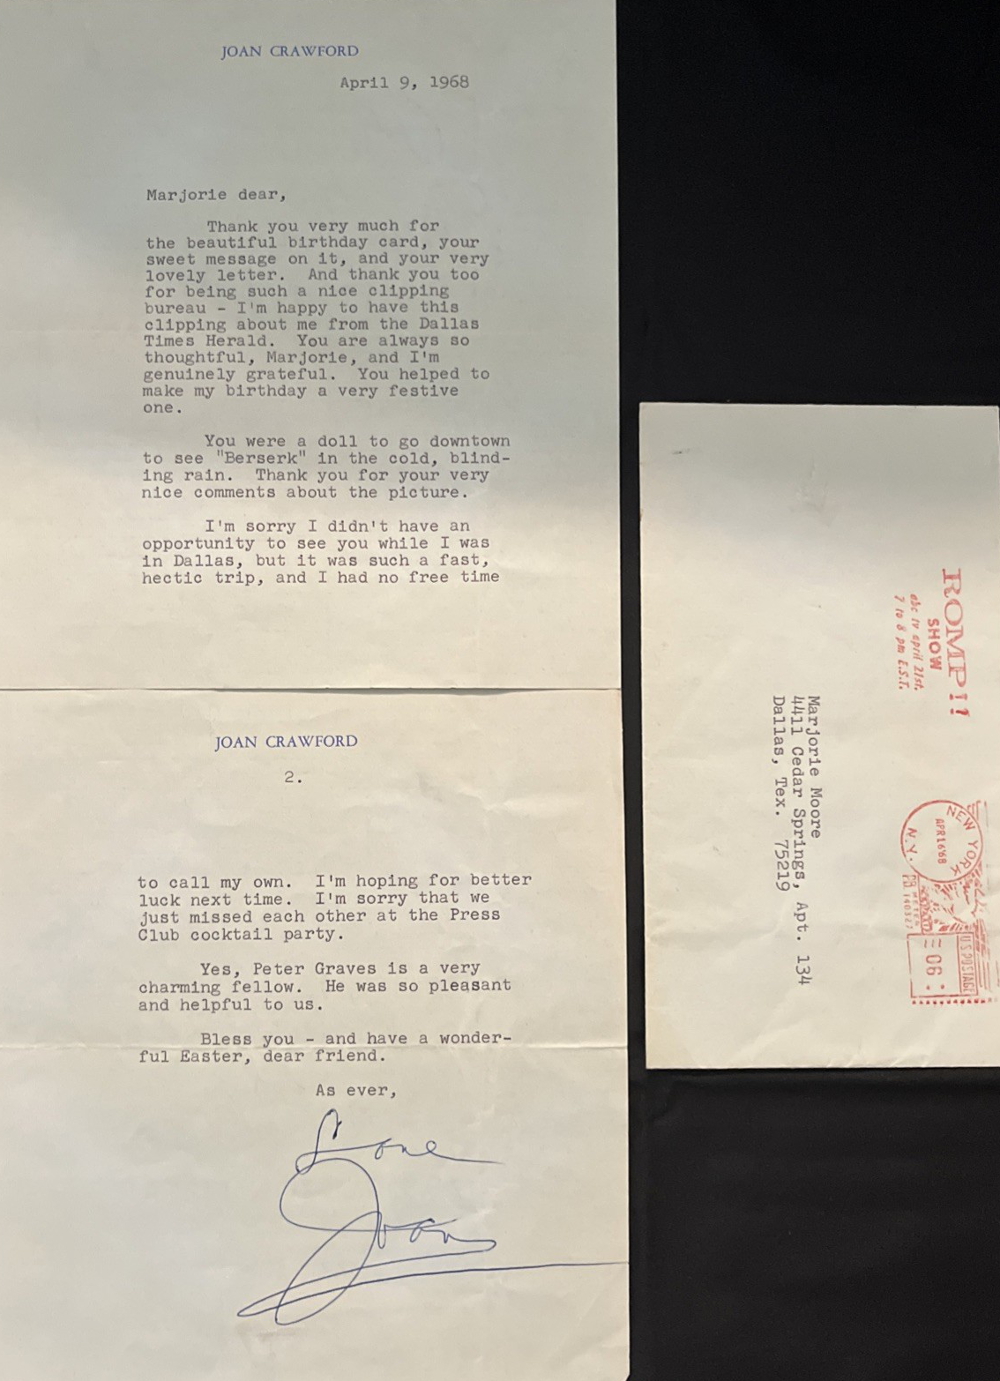 JOAN CRAWFORD
April 9, 1968
Marjorie dear,
Thank you very much for
the beautiful birthday card, your
sweet message on it, and your very
lovely letter. And thank you too
for being such a nice clipping
bureau - I'm happy to have this
clipping about me from the Dallas
Times Herald. You are always so
thoughtful, Marjorie, and I'm
genuinely grateful. You helped to
make my birthday a very festive
one.
You were a doll to go downtown
to see "Berserk" in the cold, blind-
ing rain. Thank you for your very
nice comments about the picture.
I'm sorry I didn't have an
opportunity to see you while I was
in Dallas, but it was such a fast,
hectic trip, and I had no free time
JOAN CRAWFORD
2.
to call my own. I'm hoping for better
luck next time. I'm sorry that we
just missed each other at the Press
Club cocktail party.
Yes, Peter Graves is a very
charming fellow. He was so pleasant
and helpful to us.
Bless you - and have a wonder-
ful Easter, dear friend.
As ever,
Love
Joan
ROMP!!
SHOW
abc tv april 21st.
7 to 8 pm E.S.T.
NEW YORK
APR 16'68
N.Y.
U.S. POSTAGE
06
Marjorie Moore
4411 Cedar Springs, Apt. 134
Dallas, Tex. 75219